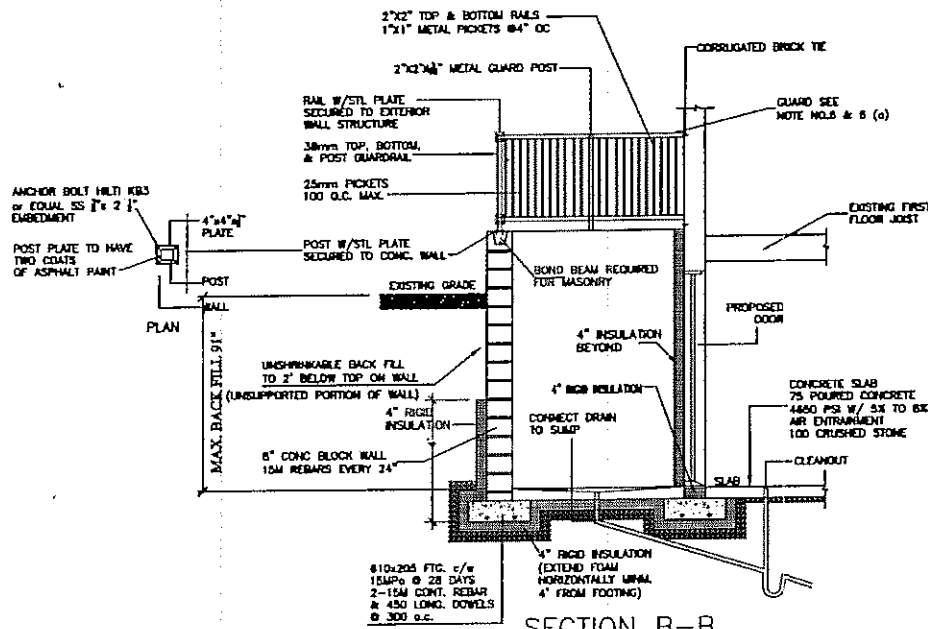 2"X2" TOP & BOTTOM RAILS
1"X1" METAL PICKETS @4" OC
CORRUGATED BRICK TIE
METAL GUARD POST
RAIL W/STL PLATE
SECURED TO EXTERIOR
WALL STRUCTURE
GUARD SEE
NOTE NO.6 & 6 (a)
38mm TOP, BOTTOM,
& POST GUARDRAIL
25mm PICKETS
100 O.C. MAX.
ANCHOR BOLT HILTI KB3
or EQUAL SS
EMBEDMENT
PLATE
POST PLATE TO HAVE
TWO COATS
OF ASPHALT PAINT
POST
WALL
PLAN
POST W/STL PLATE
SECURED TO CONC. WALL
EXISTING FIRST
FLOOR JOIST
BOND BEAM REQUIRED
FOR MASONRY
EXISTING GRADE
PROPOSED
DOOR
MAX. BACK FILL 91"
4" INSULATION
BEYOND
UNSHRINKABLE BACK FILL
TO 2' BELOW TOP ON WALL
(UNSUPPORTED PORTION OF WALL)
4" RIGID INSULATION
4" RIGID
INSULATION
CONNECT DRAIN
TO SUMP
CONCRETE SLAB
75 POURED CONCRETE
4650 PSI W/ 5% TO 8%
AIR ENTRAINMENT
100 CRUSHED STONE
CONC BLOCK WALL
15M REBARS EVERY 24"
CLEANOUT
SLAB
4" RIGID INSULATION
(EXTEND FOAM
HORIZONTALLY MINM.
4' FROM FOOTING)
610x205 FTG. c/w
15MPa @ 28 DAYS
2-15M CONT. REBAR
& 450 LONG. DOWELS
@ 300 o.c.
SECTION B-B